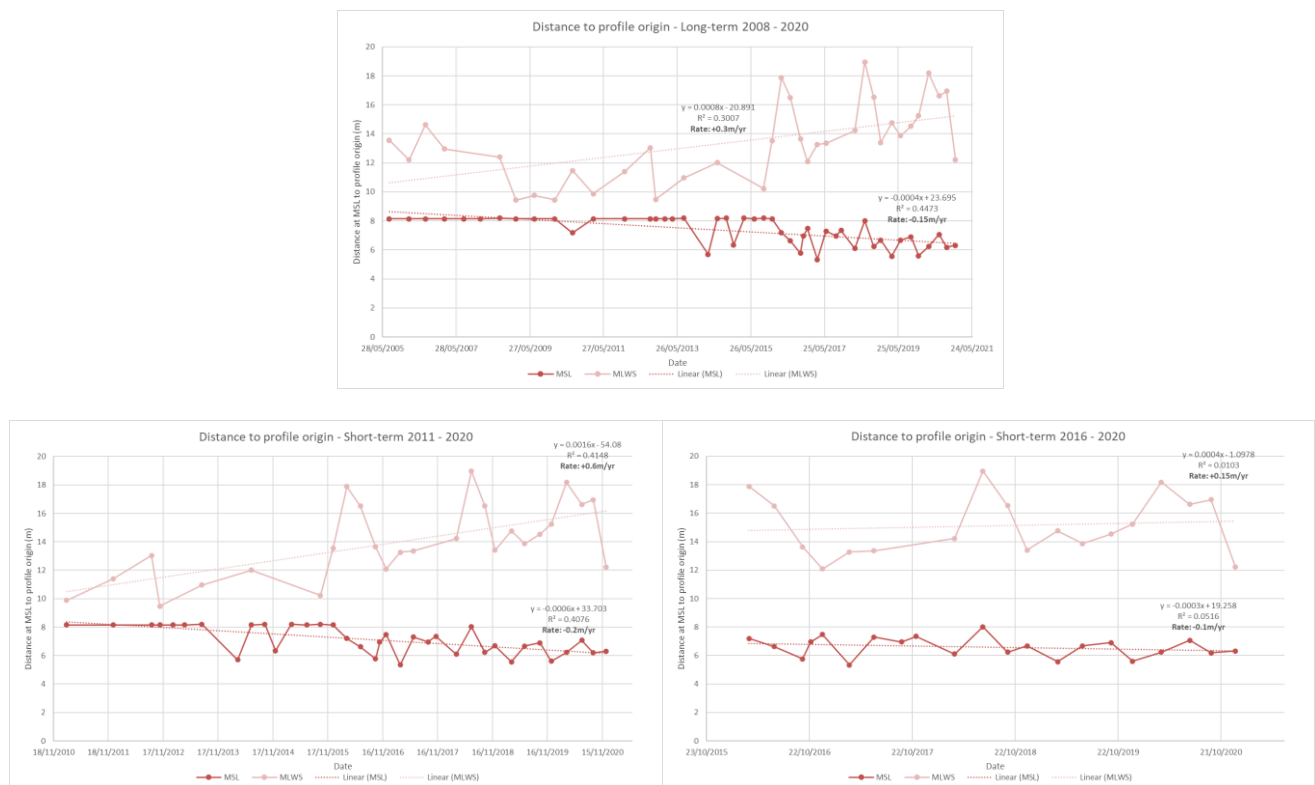 Distance to profile origin - Long-term 2008 - 2020
20
18
16
14
12
10
8
6
4
2
0
Distance at MSL to profile origin (m)
y = 0.0008x - 20.891
R² = 0.3007
Rate: +0.3m/yr
y = -0.0004x + 23.695
R² = 0.4473
Rate: -0.15m/yr
28/05/2005 28/05/2007 27/05/2009 27/05/2011 26/05/2013 26/05/2015 25/05/2017 25/05/2019 24/05/2021
Date
MSL MLWS Linear (MSL) Linear (MLWS)
Distance to profile origin - Short-term 2011 - 2020
20
18
16
14
12
10
8
6
4
2
0
Distance at MSL to profile origin (m)
y = 0.0016x - 54.08
R² = 0.4148
Rate: +0.6m/yr
y = -0.0006x + 33.703
R² = 0.4076
Rate: -0.2m/yr
18/11/2010 18/11/2011 17/11/2012 17/11/2013 17/11/2014 17/11/2015 16/11/2016 16/11/2017 16/11/2018 16/11/2019 15/11/2020
Date
MSL MLWS Linear (MSL) Linear (MLWS)
Distance to profile origin - Short-term 2016 - 2020
20
18
16
14
12
10
8
6
4
2
0
Distance at MSL to profile origin (m)
y = 0.0004x - 1.0978
R² = 0.0103
Rate: +0.15m/yr
y = -0.0003x + 19.258
R² = 0.0516
Rate: -0.1m/yr
23/10/2015 22/10/2016 22/10/2017 22/10/2018 22/10/2019 21/10/2020
Date
MSL MLWS Linear (MSL) Linear (MLWS)